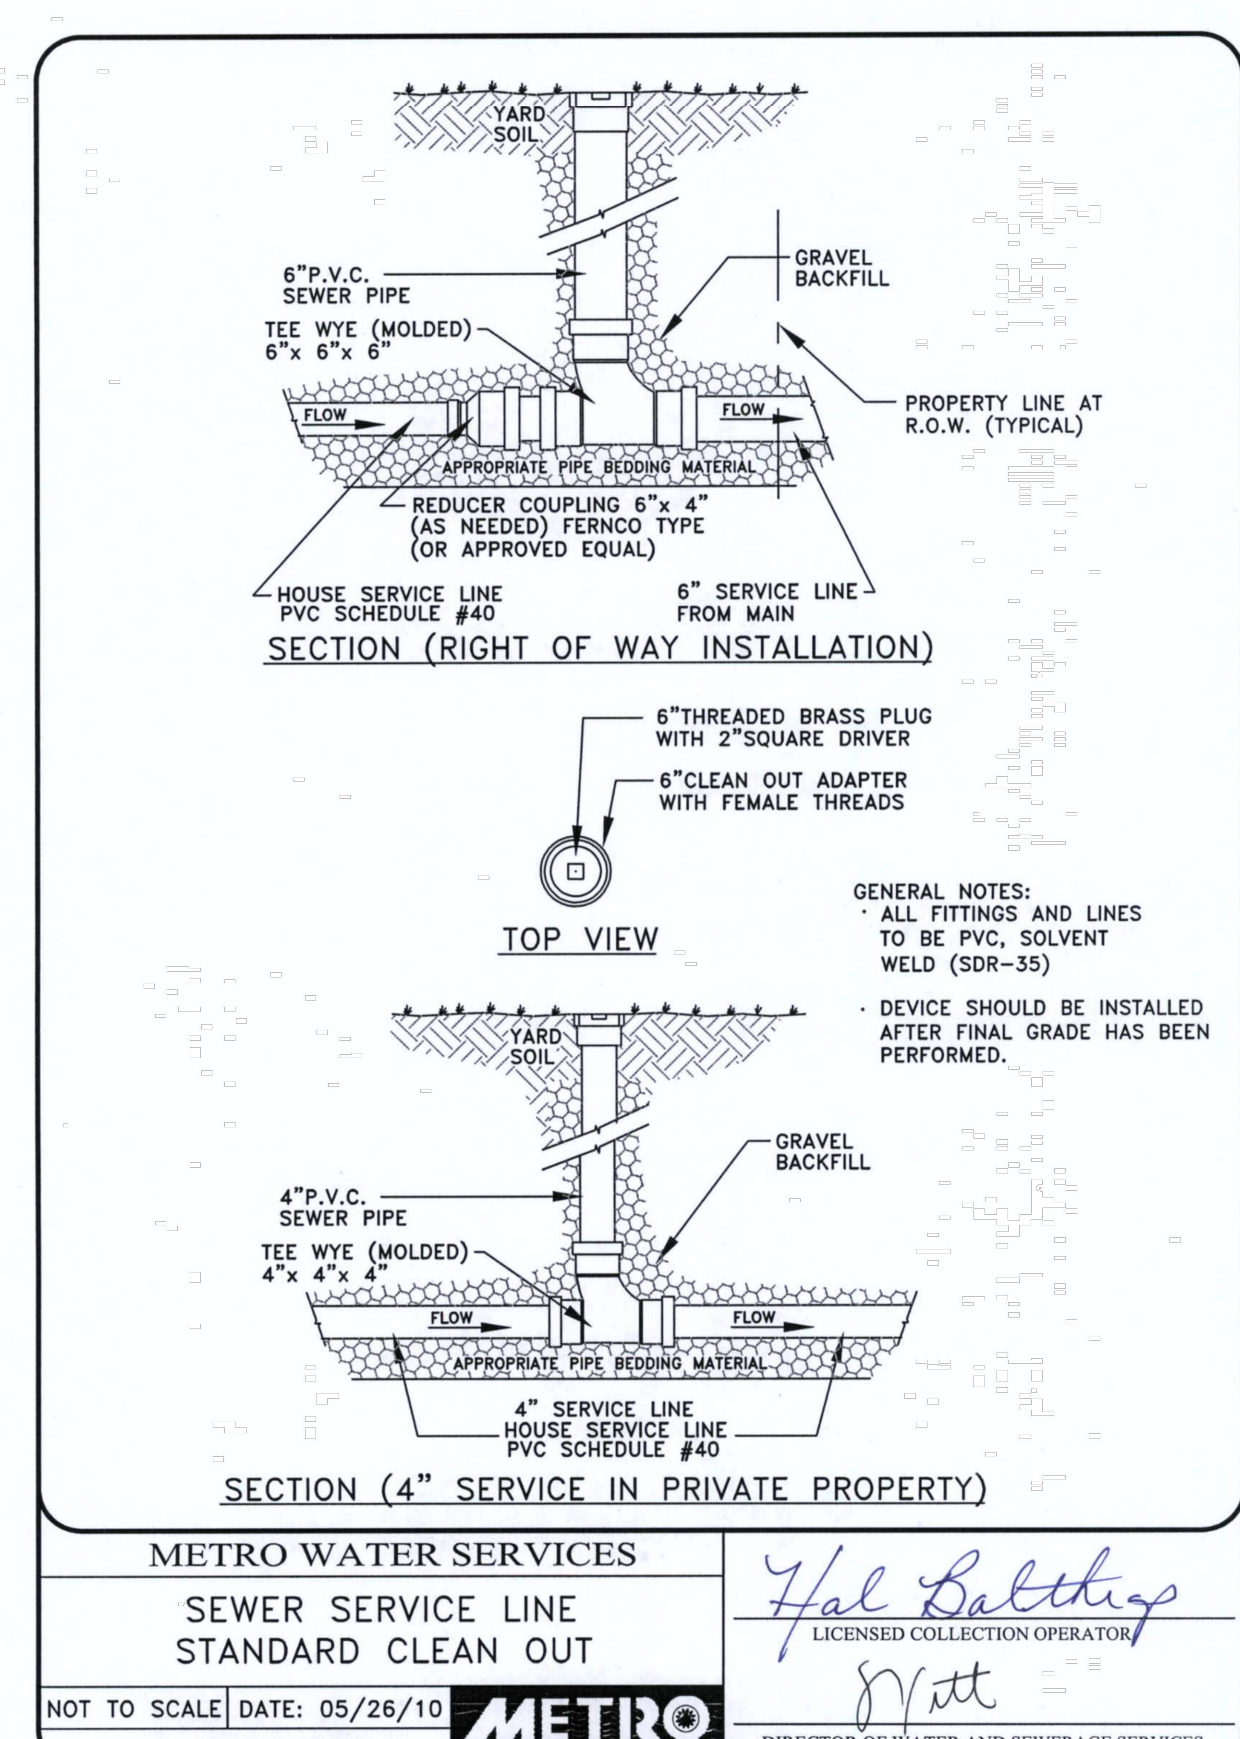 YARD
SOIL
6"P.V.C.
SEWER PIPE
GRAVEL
BACKFILL
TEE WYE (MOLDED)
6"x 6"x 6"
FLOW
FLOW
PROPERTY LINE AT
R.O.W. (TYPICAL)
APPROPRIATE PIPE BEDDING MATERIAL
REDUCER COUPLING 6"x 4"
(AS NEEDED) FERNCO TYPE
(OR APPROVED EQUAL)
HOUSE SERVICE LINE
PVC SCHEDULE #40
6" SERVICE LINE
FROM MAIN
SECTION (RIGHT OF WAY INSTALLATION)
6"THREADED BRASS PLUG
WITH 2"SQUARE DRIVER
6"CLEAN OUT ADAPTER
WITH FEMALE THREADS
TOP VIEW
GENERAL NOTES:
· ALL FITTINGS AND LINES
TO BE PVC, SOLVENT
WELD (SDR-35)
· DEVICE SHOULD BE INSTALLED
AFTER FINAL GRADE HAS BEEN
PERFORMED.
YARD
SOIL
GRAVEL
BACKFILL
4"P.V.C.
SEWER PIPE
TEE WYE (MOLDED)
4"x 4"x 4"
FLOW
FLOW
APPROPRIATE PIPE BEDDING MATERIAL
4" SERVICE LINE
HOUSE SERVICE LINE
PVC SCHEDULE #40
SECTION (4" SERVICE IN PRIVATE PROPERTY)
METRO WATER SERVICES
SEWER SERVICE LINE
STANDARD CLEAN OUT
NOT TO SCALE
DATE: 05/26/10
METRO
Hal Balthrop
LICENSED COLLECTION OPERATOR
DIRECTOR OF WATER AND SEWERAGE SERVICES